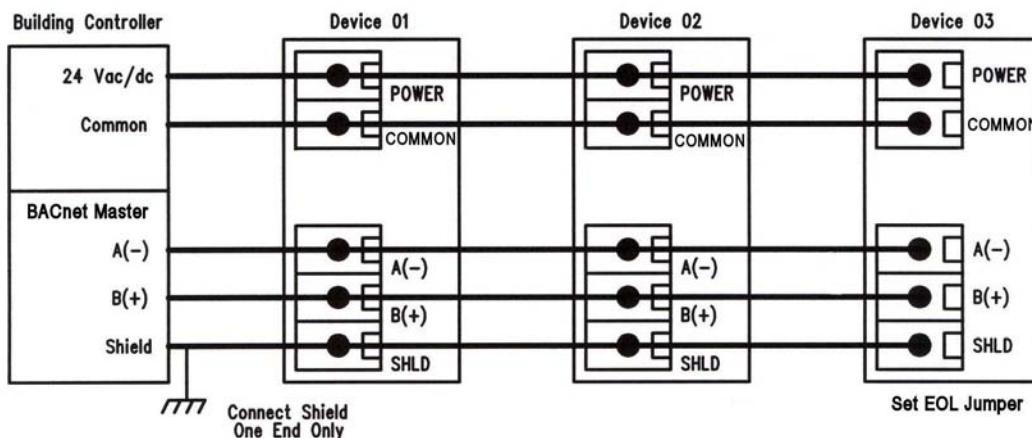 Building Controller
Device 01
Device 02
Device 03
24 Vac/dc
POWER
POWER
POWER
Common
COMMON
COMMON
COMMON
BACnet Master
A(-)
A(-)
A(-)
A(-)
B(+)
B(+)
B(+)
B(+)
Shield
SHLD
SHLD
SHLD
Connect Shield
One End Only
Set EOL Jumper